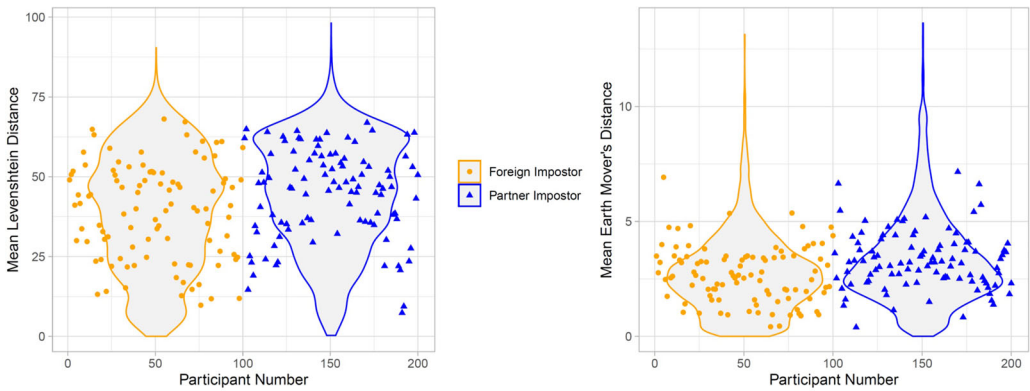 Mean Levenshtein Distance
100
75
50
25
0
0 50 100 150 200
Participant Number
Foreign Impostor
Partner Impostor
Mean Earth Mover's Distance
10
5
0
0 50 100 150 200
Participant Number